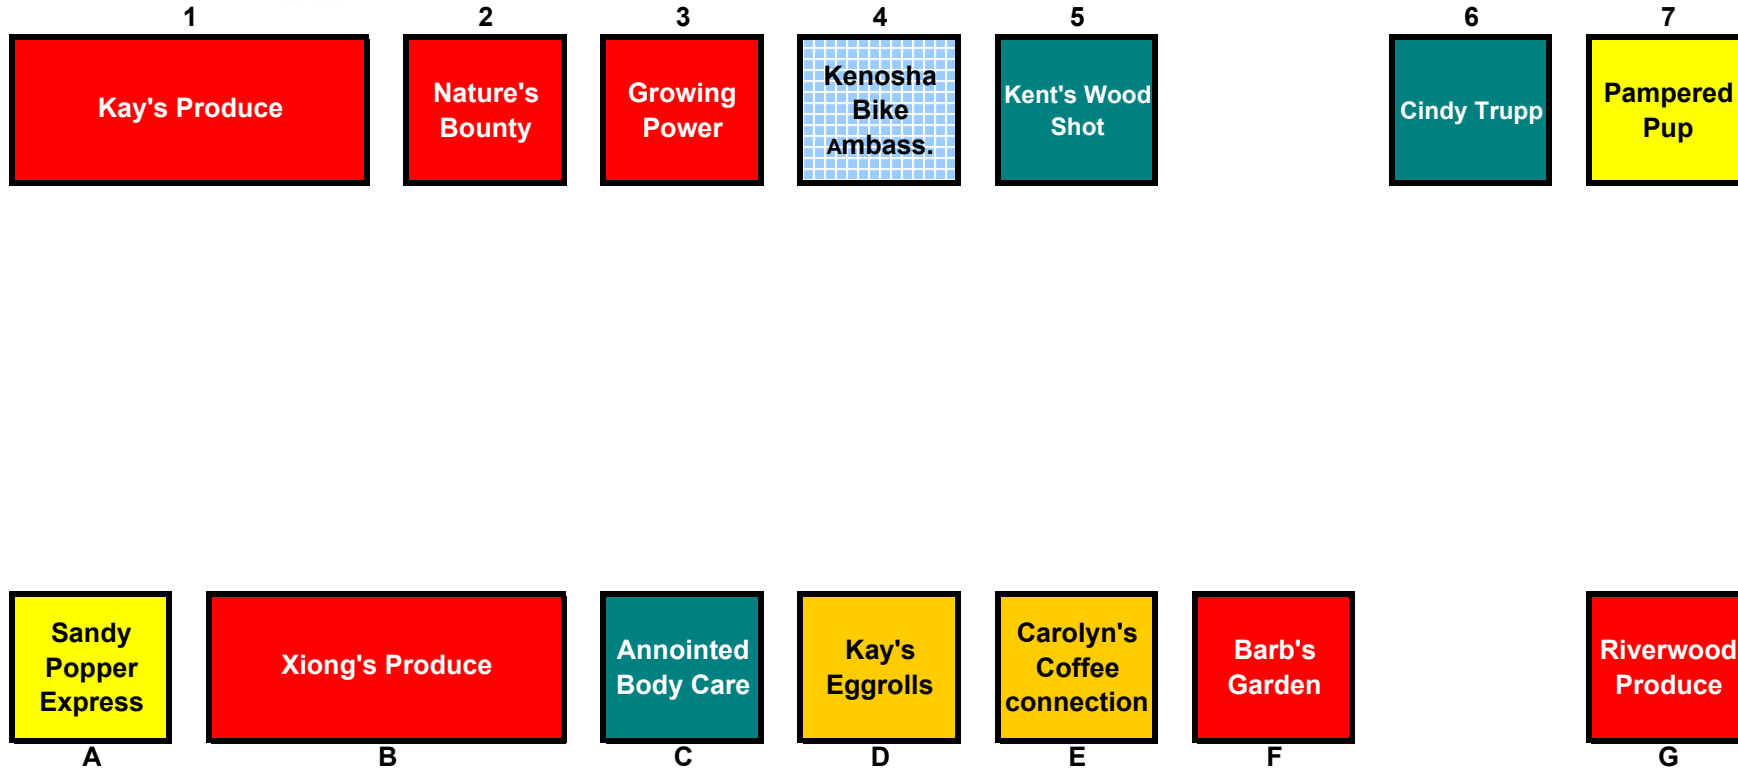 1 2 3 4 5 6 7
Kay's Produce
Nature's
Bounty
Growing
Power
Kenosha
Bike
Ambass.
Kent's Wood
Shot
Cindy Trupp
Pampered
Pup
Sandy
Popper
Express
Xiong's Produce
Annointed
Body Care
Kay's
Eggrolls
Carolyn's
Coffee
connection
Barb's
Garden
Riverwood
Produce
A B C D E F G